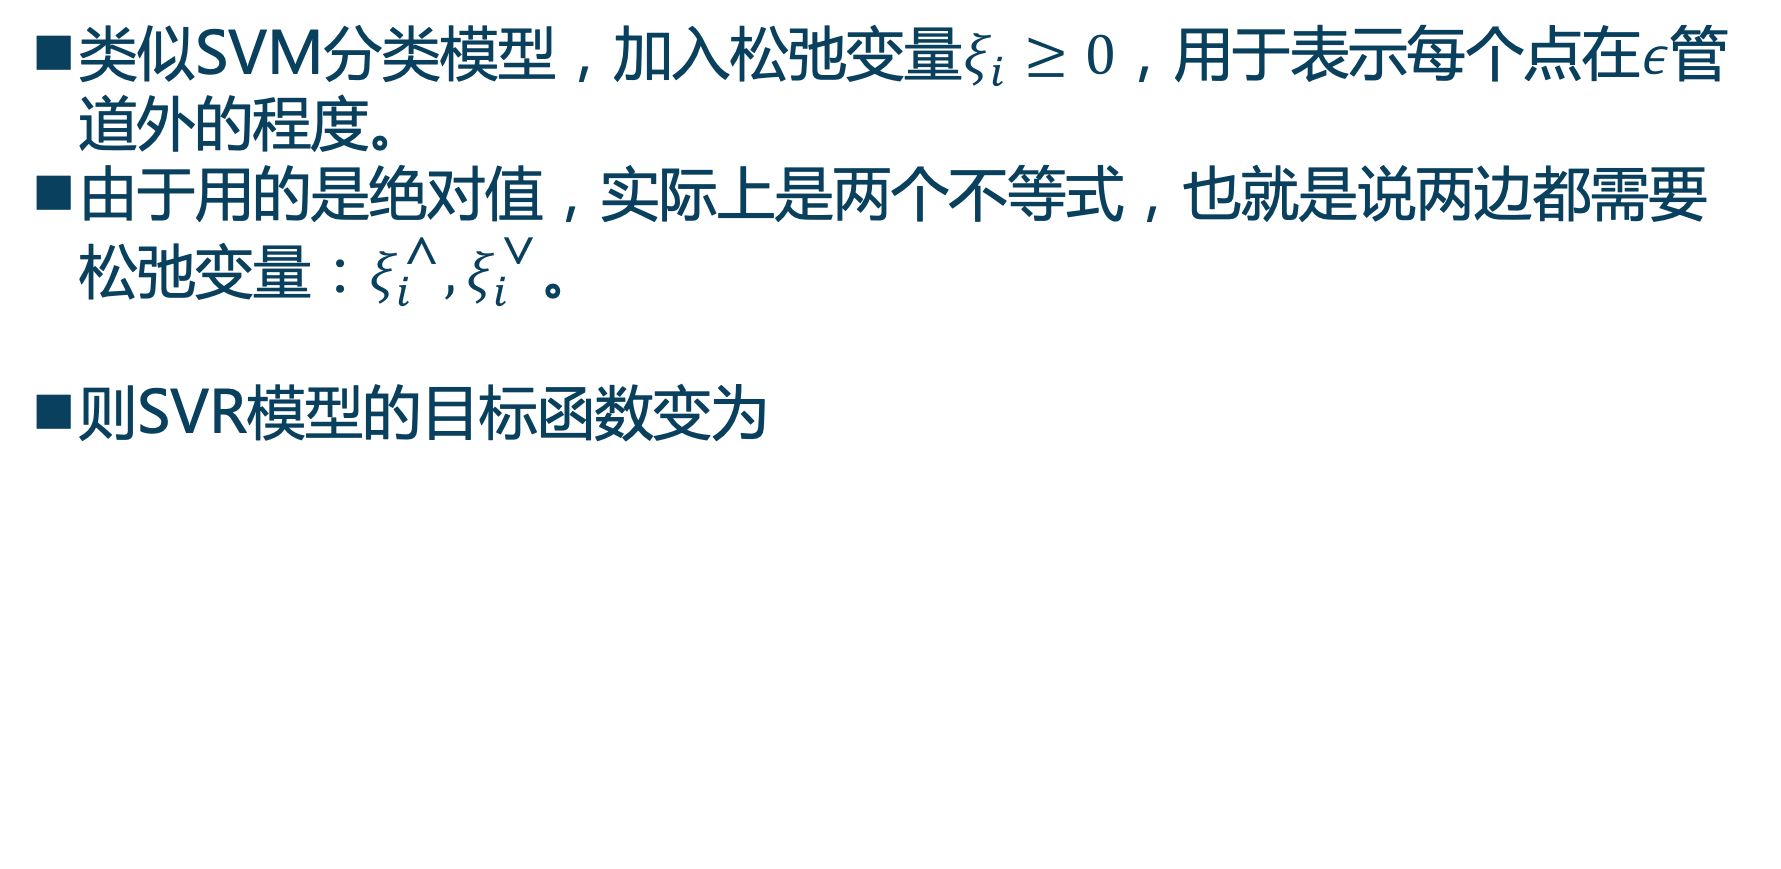 ■类似SVM分类模型，加入松弛变量ξᵢ ≥ 0，用于表示每个点在ϵ管
道外的程度。
■由于用的是绝对值，实际上是两个不等式，也就是说两边都需要
松弛变量：ξᵢ^∧, ξᵢ^∨。
■则SVR模型的目标函数变为